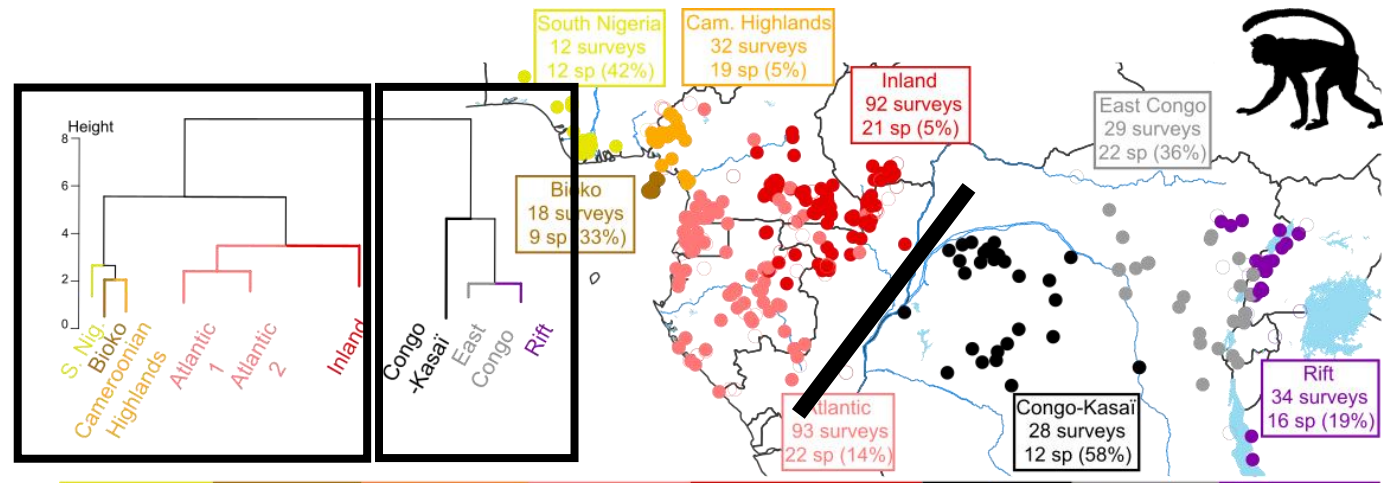 South Nigeria
12 surveys
12 sp (42%)
Cam. Highlands
32 surveys
19 sp (5%)
Inland
92 surveys
21 sp (5%)
East Congo
29 surveys
22 sp (36%)
Bioko
18 surveys
9 sp (33%)
Height
8
6
4
2
0
S. Nig.
Bioko
Cameroonian
Highlands
Atlantic
1
Atlantic
2
Inland
Congo
-Kasaï
East
Congo
Rift
Atlantic
93 surveys
22 sp (14%)
Congo-Kasaï
28 surveys
12 sp (58%)
Rift
34 surveys
16 sp (19%)